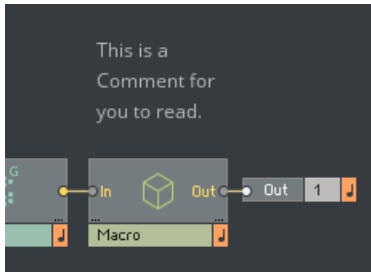 This is a
Comment for
you to read.
G
In
Out
Out 1
Macro